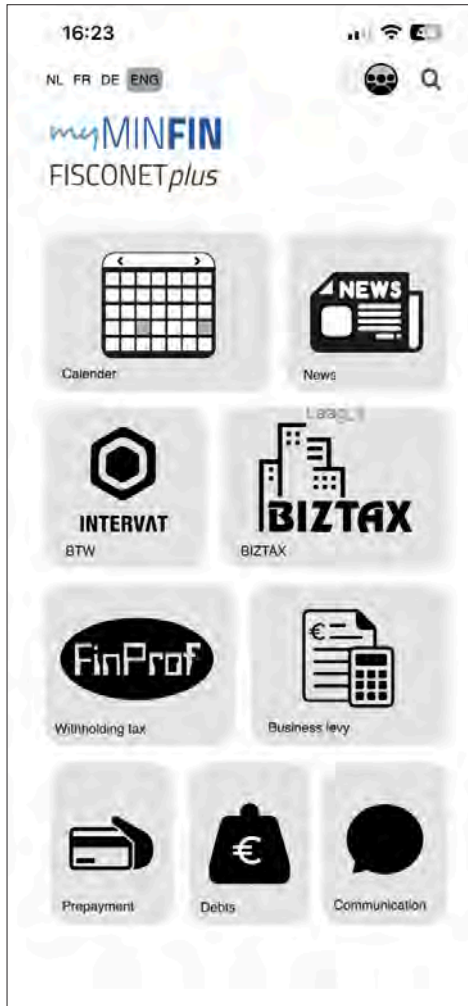 16:23
NL FR DE ENG
myMINFIN
FISCONETplus
Calender
NEWS
News
INTERVAT
BTW
Laag_1
BIZTAX
BIZTAX
FinProf
Withholding tax
€
Business levy
Prepayment
€
Debts
Communication